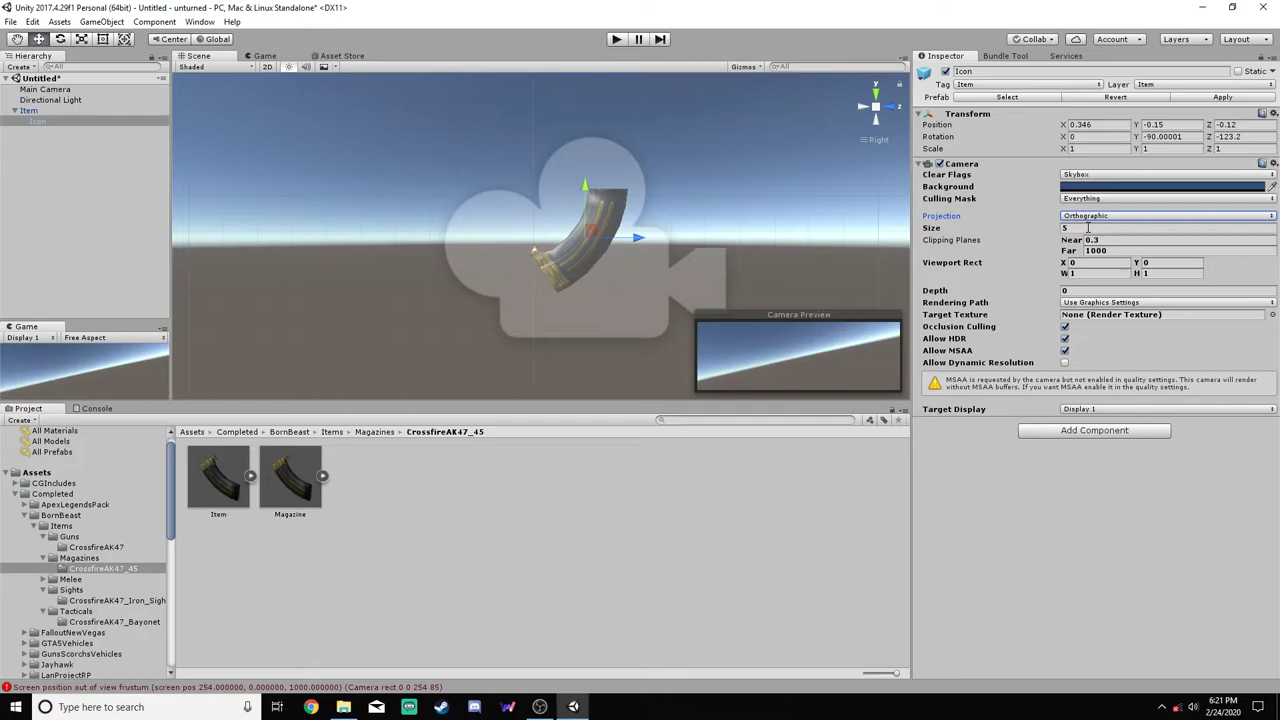 Unity 2017.4.29f1 Personal (64bit) - Untitled - unturned - PC, Mac & Linux Standalone* <DX11>
File Edit Assets GameObject Component Window Help
Center Global Collab Account Layers Layout
Hierarchy Scene Game Asset Store Inspector Bundle Tool Services
Create All Shaded 2D Gizmos All Icon Static
Untitled* Tag Item Layer Item
Main Camera Prefab Select Revert Apply
Directional Light
Item Transform
Icon Position X 0.346 Y -0.15 Z -0.12
Rotation X 0 Y -90.00001 Z -123.2
Scale X 1 Y 1 Z 1
y
z
Right
Camera
Clear Flags Skybox
Background
Culling Mask Everything
Projection Orthographic
Size 5
Clipping Planes Near 0.3
Far 1000
Viewport Rect X 0 Y 0
W 1 H 1
Depth 0
Rendering Path Use Graphics Settings
Target Texture None (Render Texture)
Occlusion Culling
Allow HDR
Allow MSAA
Allow Dynamic Resolution
MSAA is requested by the camera but not enabled in quality settings. This camera will render
without MSAA buffers. If you want MSAA enable it in the quality settings.
Target Display Display 1
Add Component
Camera Preview
Game
Display 1 Free Aspect
Project Console
Create
All Materials
All Models
All Prefabs
Assets
CGIncludes
Completed
ApexLegendsPack
BornBeast
Items
Guns
CrossfireAK47
Magazines
CrossfireAK47_45
Melee
Sights
CrossfireAK47_Iron_Sigh
Tacticals
CrossfireAK47_Bayonet
FalloutNewVegas
GTA5Vehicles
GunsScorchsVehicles
Jayhawk
LanProjectRP
Assets Completed BornBeast Items Magazines CrossfireAK47_45
Item Magazine
Screen position out of view frustum (screen pos 254.000000, 0.000000, 1000.000000) (Camera rect 0 0 254 85)
Type here to search
6:21 PM
2/24/2020